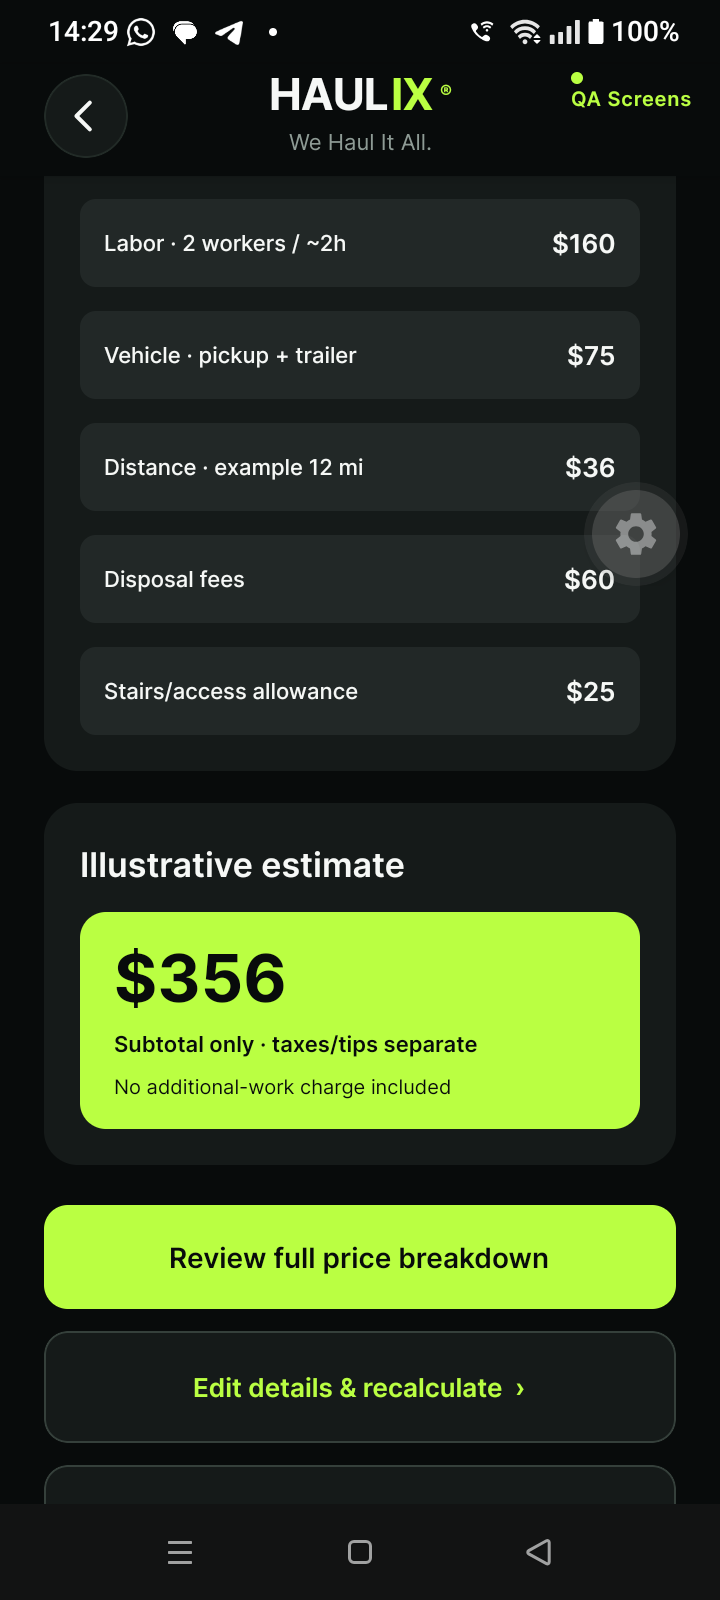 14:29
100%
HAULIX ®
QA Screens
We Haul It All.
Labor · 2 workers / ~2h
$160
Vehicle · pickup + trailer
$75
Distance · example 12 mi
$36
Disposal fees
$60
Stairs/access allowance
$25
Illustrative estimate
$356
Subtotal only · taxes/tips separate
No additional-work charge included
Review full price breakdown
Edit details & recalculate ›